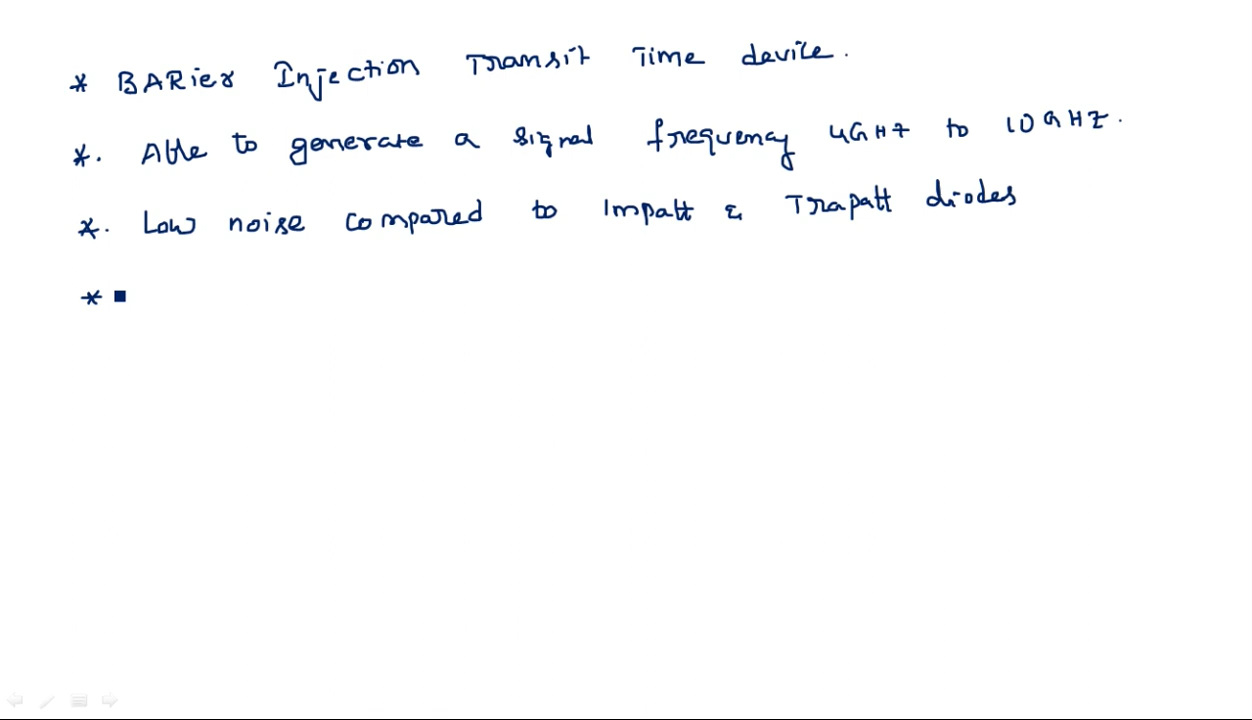 * BARier Injection Transit Time device.
*. Able to generate a signal frequency 4GHz to 10GHz.
*. Low noise compared to Impatt & Trapatt diodes
*